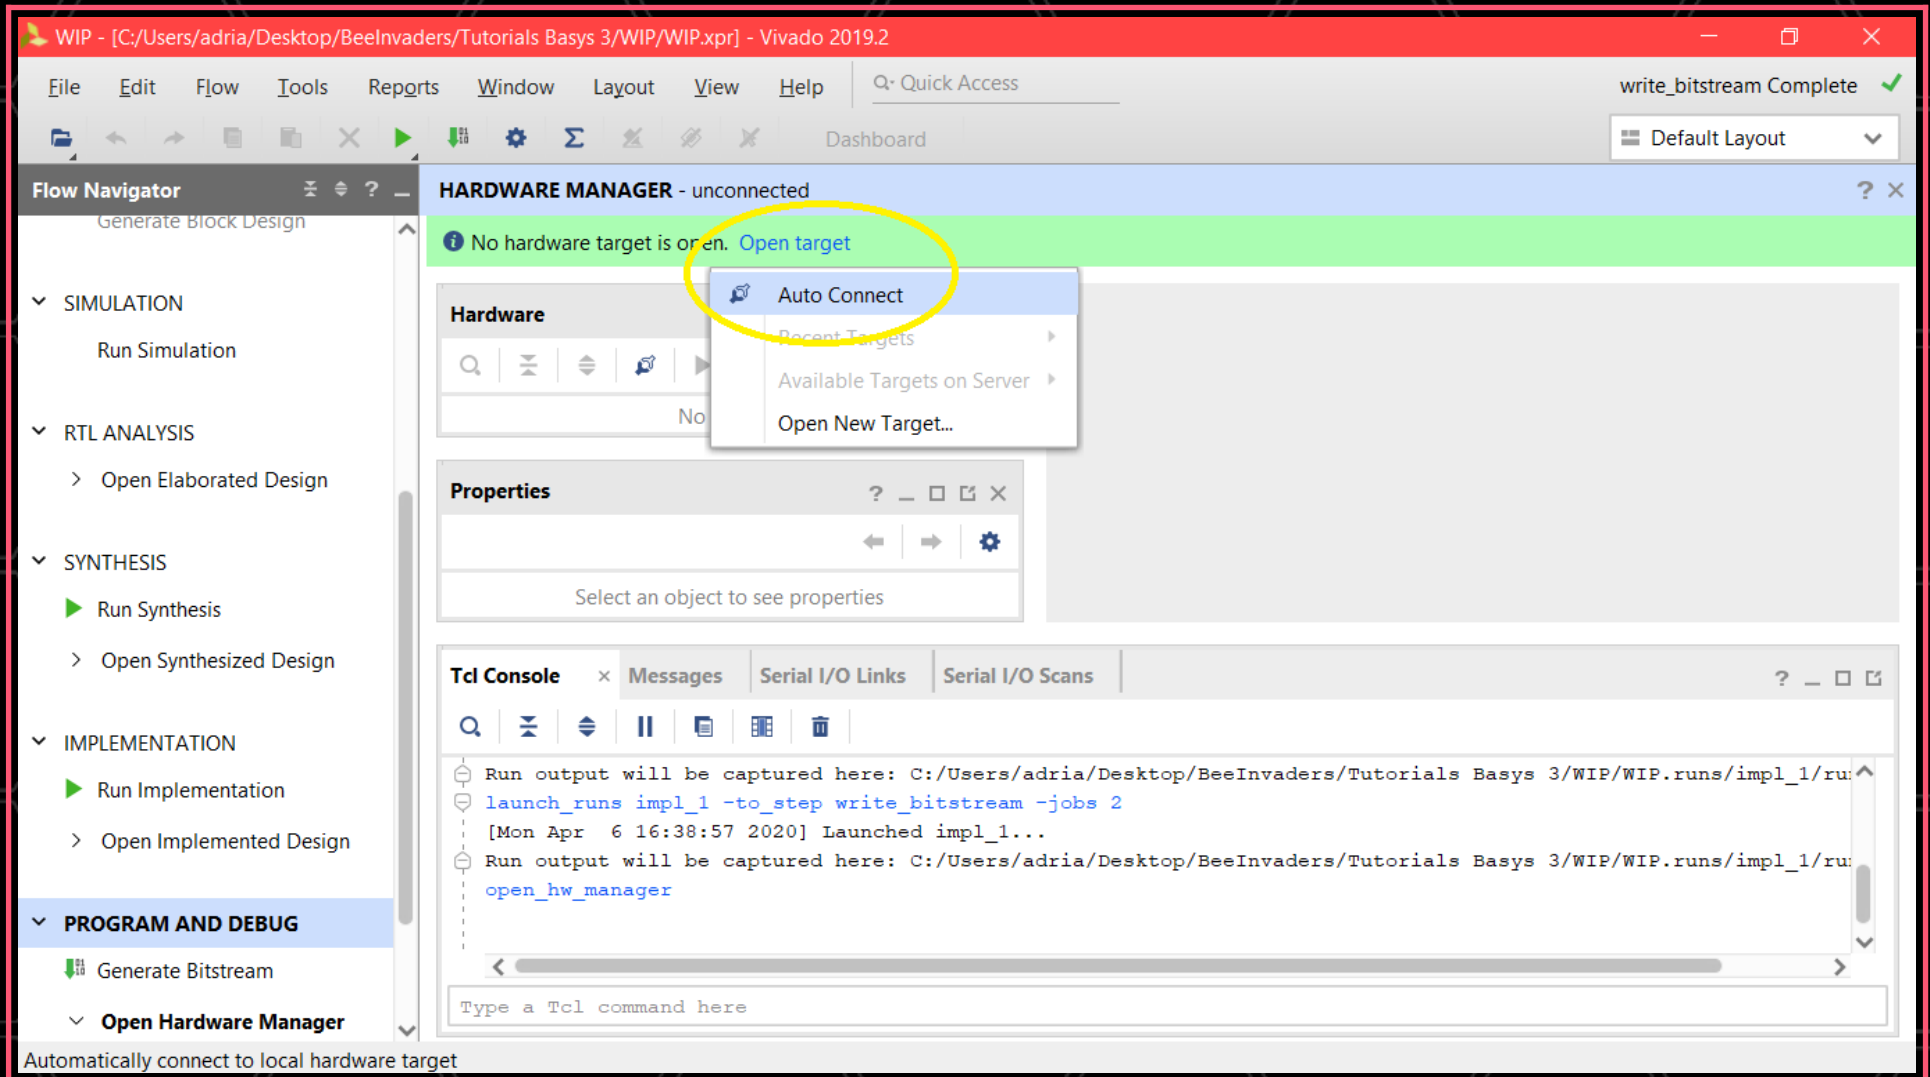 WIP - [C:/Users/adria/Desktop/BeeInvaders/Tutorials Basys 3/WIP/WIP.xpr] - Vivado 2019.2
File Edit Flow Tools Reports Window Layout View Help Quick Access
write_bitstream Complete
Dashboard
Default Layout
Flow Navigator
Generate Block Design
SIMULATION
Run Simulation
RTL ANALYSIS
Open Elaborated Design
SYNTHESIS
Run Synthesis
Open Synthesized Design
IMPLEMENTATION
Run Implementation
Open Implemented Design
PROGRAM AND DEBUG
Generate Bitstream
Open Hardware Manager
HARDWARE MANAGER - unconnected
No hardware target is open. Open target
Auto Connect
Recent Targets
Available Targets on Server
Open New Target...
Hardware
No
Properties
Select an object to see properties
Tcl Console Messages Serial I/O Links Serial I/O Scans
Run output will be captured here: C:/Users/adria/Desktop/BeeInvaders/Tutorials Basys 3/WIP/WIP.runs/impl_1/ru
launch_runs impl_1 -to_step write_bitstream -jobs 2
[Mon Apr  6 16:38:57 2020] Launched impl_1...
Run output will be captured here: C:/Users/adria/Desktop/BeeInvaders/Tutorials Basys 3/WIP/WIP.runs/impl_1/ru
open_hw_manager
Type a Tcl command here
Automatically connect to local hardware target